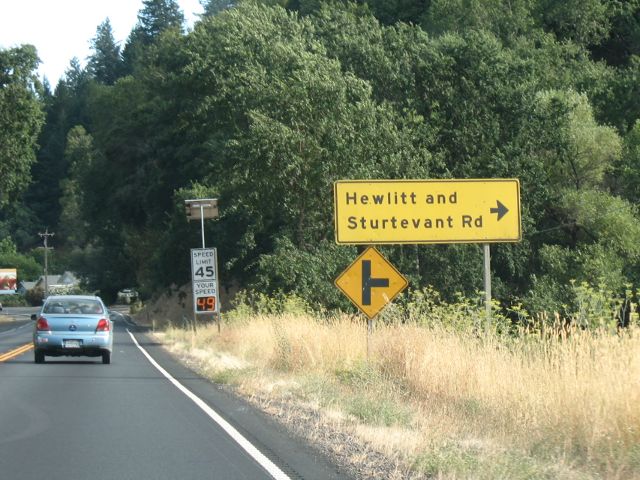 Hewlitt and
Sturtevant Rd
SPEED
LIMIT
45
YOUR
SPEED
49